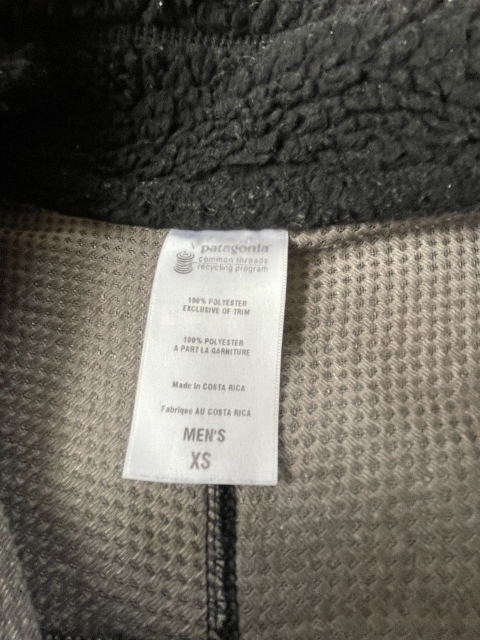 patagonia
common threads
recycling program
100% POLYESTER
EXCLUSIVE OF TRIM
100% POLYESTER
A PART LA GARNITURE
Made in COSTA RICA
Fabrique AU COSTA RICA
MEN'S
XS